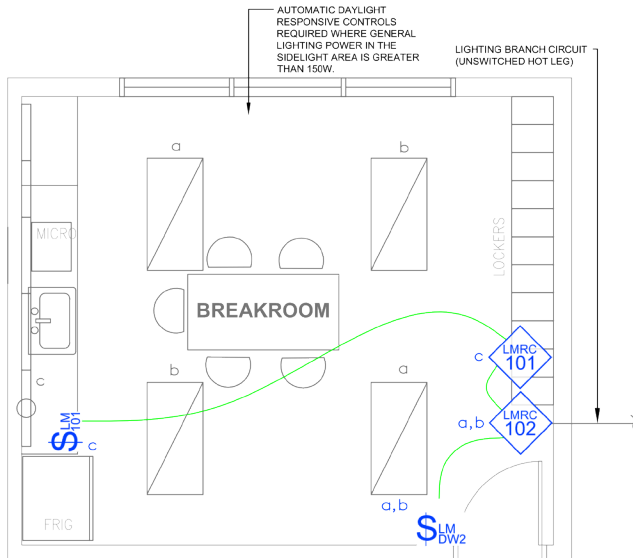 AUTOMATIC DAYLIGHT
RESPONSIVE CONTROLS
REQUIRED WHERE GENERAL
LIGHTING POWER IN THE
SIDELIGHT AREA IS GREATER
THAN 150W.
LIGHTING BRANCH CIRCUIT
(UNSWITCHED HOT LEG)
a
b
MICRO
LOCKERS
BREAKROOM
LMRC
101
c
b
a
c
LMRC
102
a,b
$ LM
101
c
a,b
FRIG
$ LM
DW2